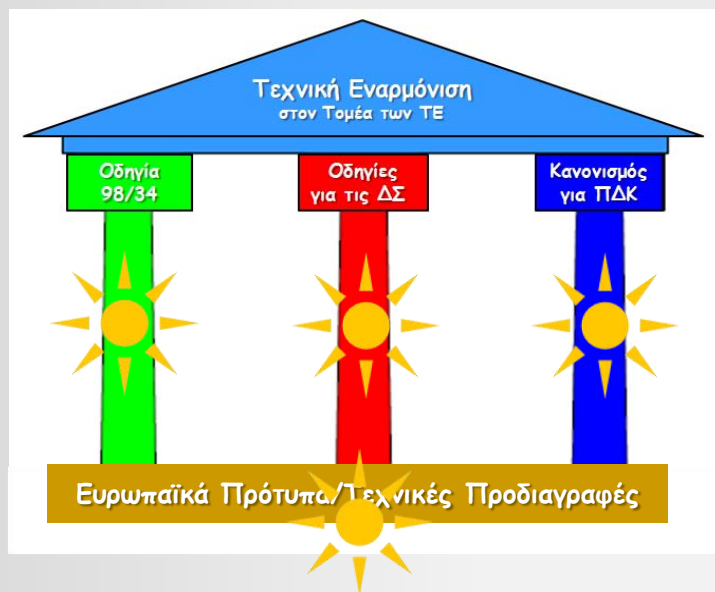 Τεχνική Εναρμόνιση
στον Τομέα των ΤΕ
Οδηγία
98/34
Οδηγίες
για τις ΔΣ
Κανονισμός
για ΠΔΚ
Ευρωπαϊκά Πρότυπα/Τεχνικές Προδιαγραφές